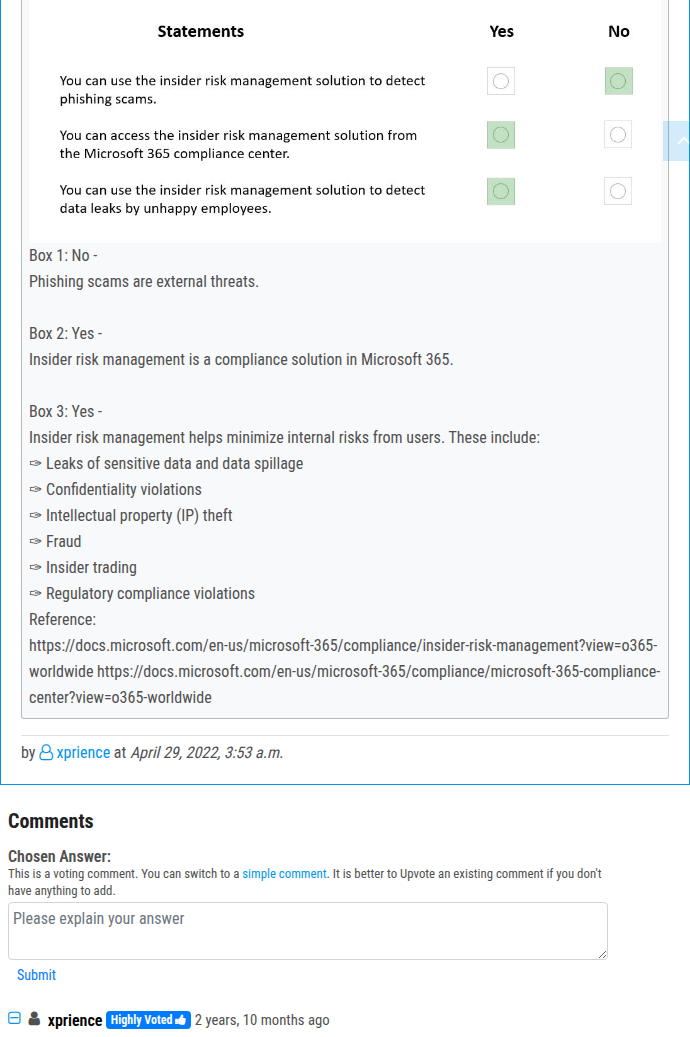 Statements Yes No
You can use the insider risk management solution to detect
phishing scams.
You can access the insider risk management solution from
the Microsoft 365 compliance center.
You can use the insider risk management solution to detect
data leaks by unhappy employees.
Box 1: No -
Phishing scams are external threats.
Box 2: Yes -
Insider risk management is a compliance solution in Microsoft 365.
Box 3: Yes -
Insider risk management helps minimize internal risks from users. These include:
✑ Leaks of sensitive data and data spillage
✑ Confidentiality violations
✑ Intellectual property (IP) theft
✑ Fraud
✑ Insider trading
✑ Regulatory compliance violations
Reference:
https://docs.microsoft.com/en-us/microsoft-365/compliance/insider-risk-management?view=o365-
worldwide https://docs.microsoft.com/en-us/microsoft-365/compliance/microsoft-365-compliance-
center?view=o365-worldwide
by xprience at April 29, 2022, 3:53 a.m.
Comments
Chosen Answer:
This is a voting comment. You can switch to a simple comment. It is better to Upvote an existing comment if you don't
have anything to add.
Please explain your answer
Submit
xprience Highly Voted 2 years, 10 months ago